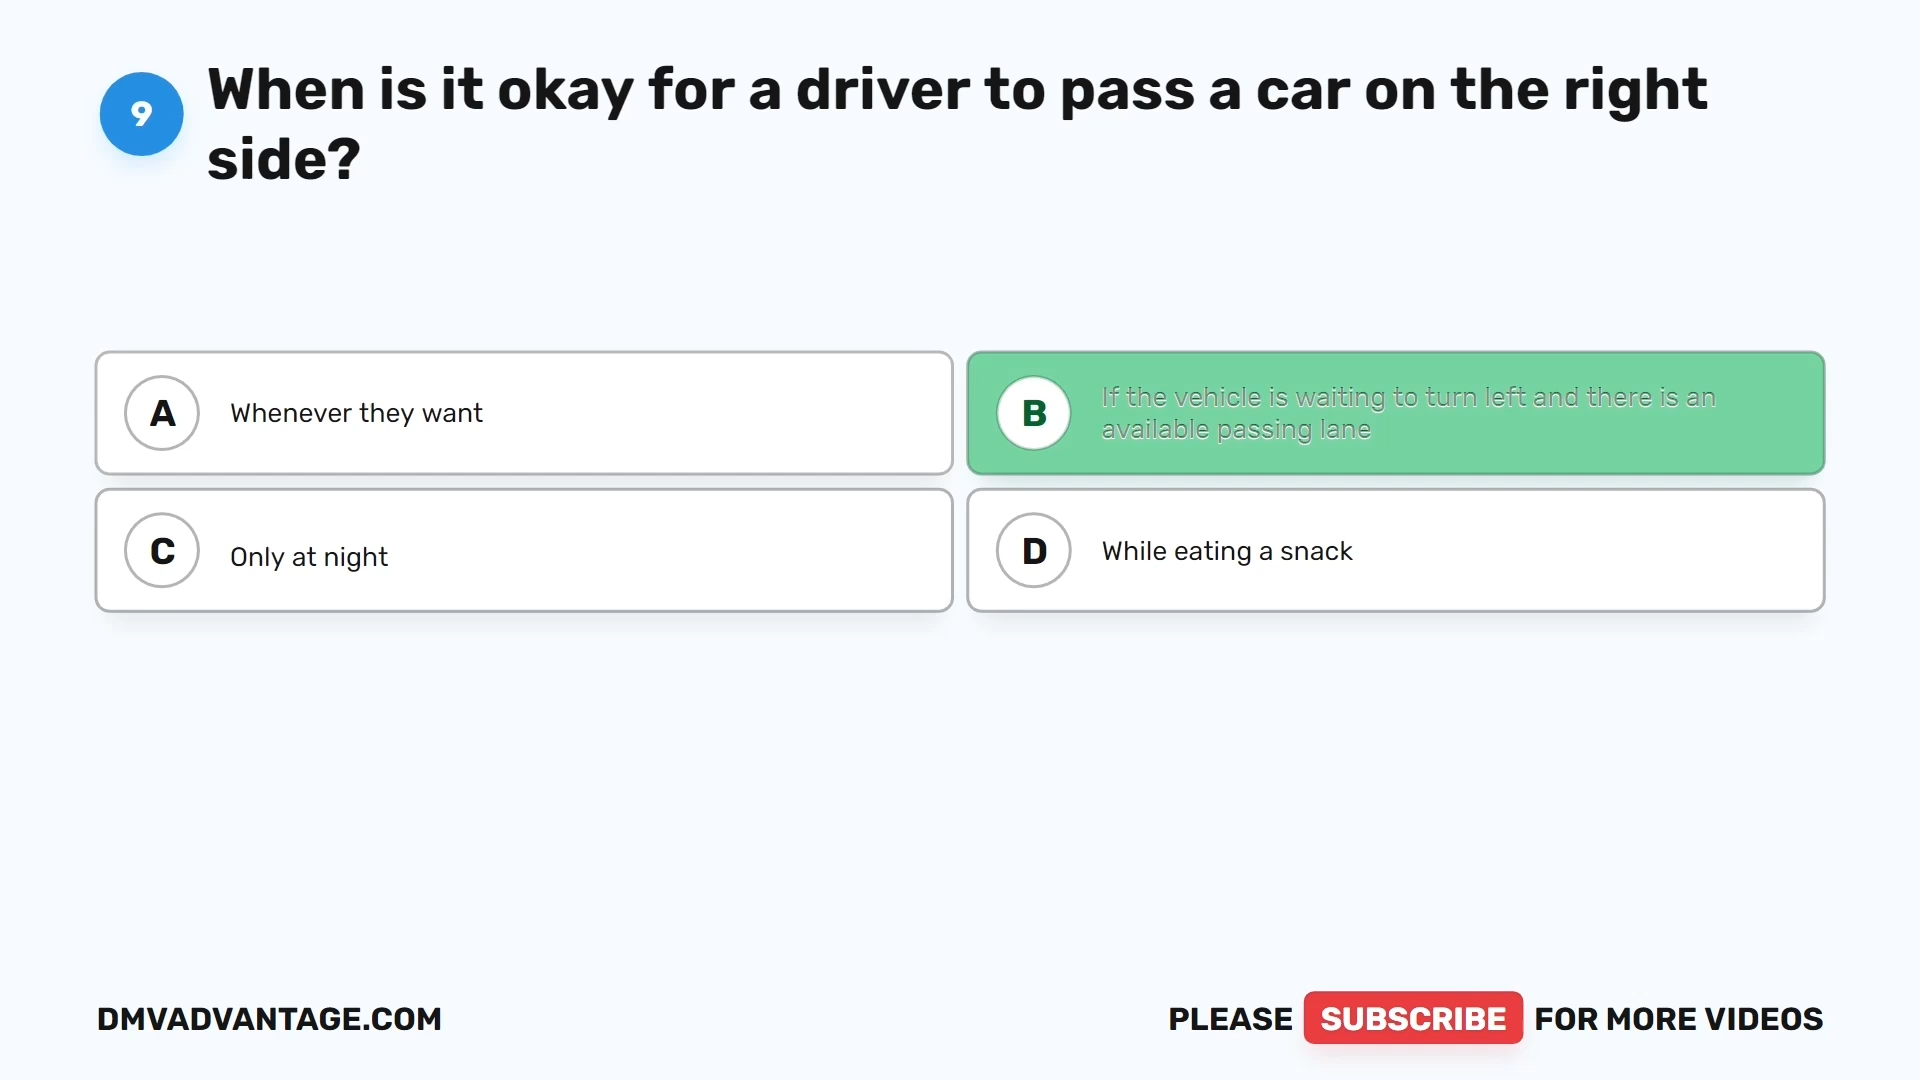 9
When is it okay for a driver to pass a car on the right
side?
A
Whenever they want
B
If the vehicle is waiting to turn left and there is an
available passing lane
C
Only at night
D
While eating a snack
DMVADVANTAGE.COM
PLEASE SUBSCRIBE FOR MORE VIDEOS